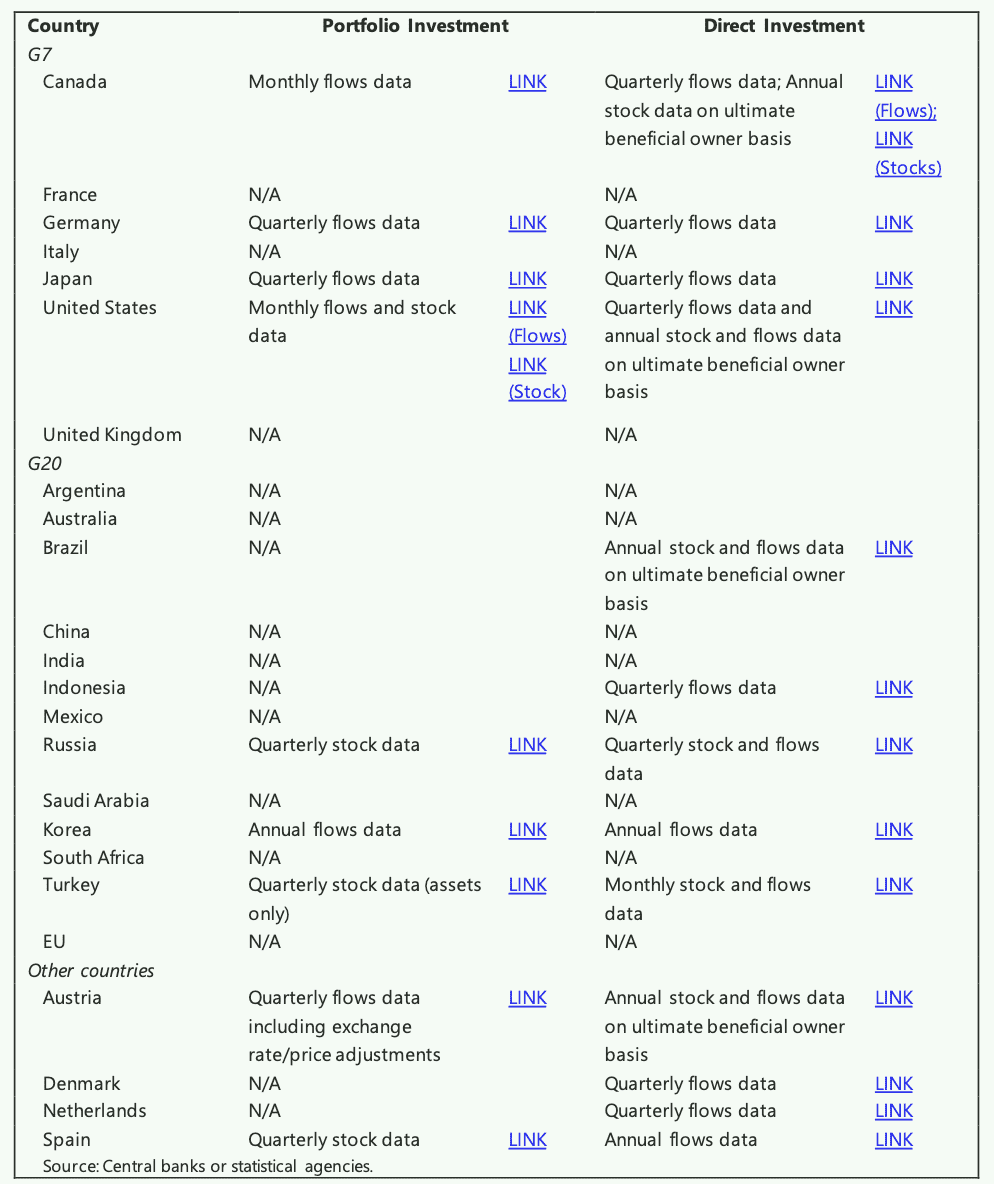 Country Portfolio Investment Direct Investment
G7
Canada Monthly flows data LINK Quarterly flows data; Annual LINK
stock data on ultimate (Flows);
beneficial owner basis LINK
(Stocks)
France N/A N/A
Germany Quarterly flows data LINK Quarterly flows data LINK
Italy N/A N/A
Japan Quarterly flows data LINK Quarterly flows data LINK
United States Monthly flows and stock LINK Quarterly flows data and LINK
data (Flows) annual stock and flows data
LINK on ultimate beneficial owner
(Stock) basis
United Kingdom N/A N/A
G20
Argentina N/A N/A
Australia N/A N/A
Brazil N/A Annual stock and flows data LINK
on ultimate beneficial owner
basis
China N/A N/A
India N/A N/A
Indonesia N/A Quarterly flows data LINK
Mexico N/A N/A
Russia Quarterly stock data LINK Quarterly stock and flows LINK
data
Saudi Arabia N/A N/A
Korea Annual flows data LINK Annual flows data LINK
South Africa N/A N/A
Turkey Quarterly stock data (assets LINK Monthly stock and flows LINK
only) data
EU N/A N/A
Other countries
Austria Quarterly flows data LINK Annual stock and flows data LINK
including exchange on ultimate beneficial owner
rate/price adjustments basis
Denmark N/A Quarterly flows data LINK
Netherlands N/A Quarterly flows data LINK
Spain Quarterly stock data LINK Annual flows data LINK
Source: Central banks or statistical agencies.